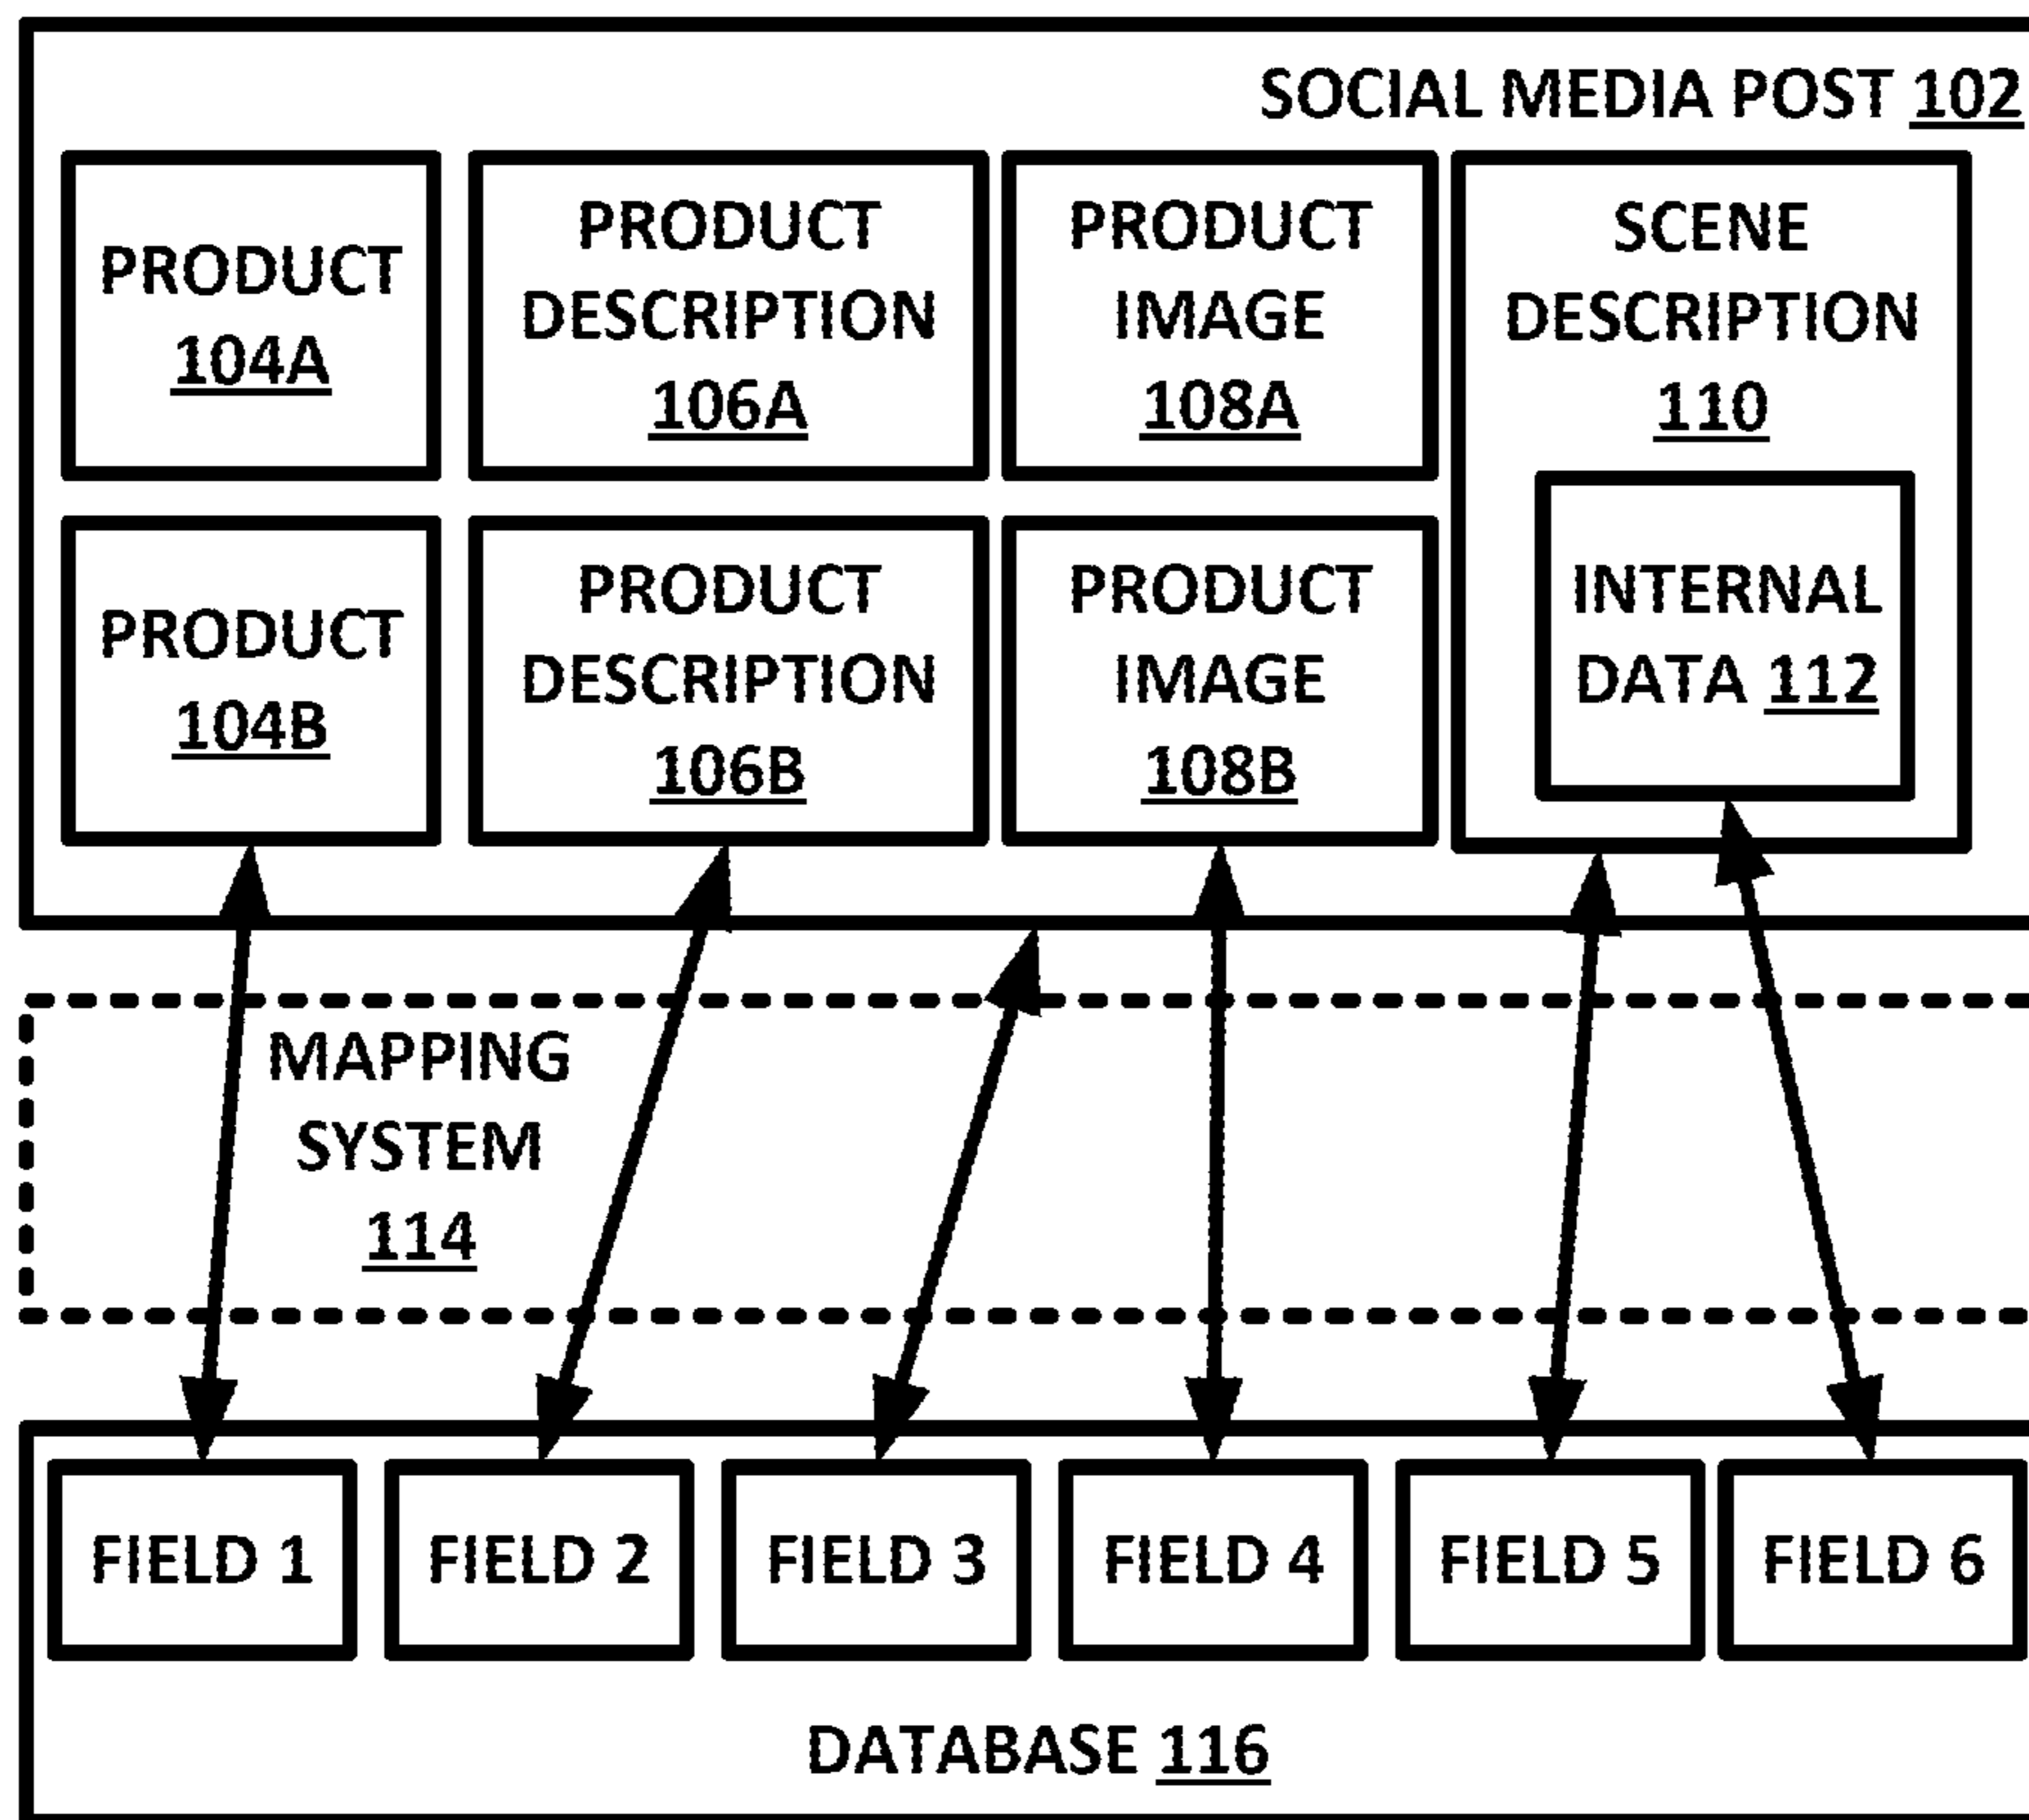 SOCIAL MEDIA POST 102
PRODUCT
104A
PRODUCT
DESCRIPTION
106A
PRODUCT
IMAGE
108A
SCENE
DESCRIPTION
110
PRODUCT
104B
PRODUCT
DESCRIPTION
106B
PRODUCT
IMAGE
108B
INTERNAL
DATA 112
MAPPING
SYSTEM
114
FIELD 1
FIELD 2
FIELD 3
FIELD 4
FIELD 5
FIELD 6
DATABASE 116